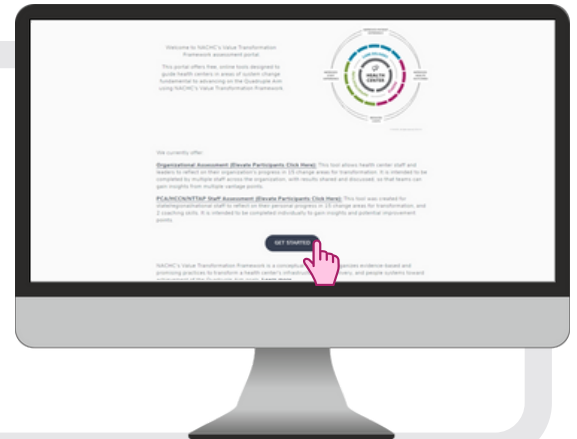 Welcome to NACHC's Value Transformation
Framework assessment portal.
This portal offers free, online tools designed to
guide health centers in areas of system change
fundamental to advancing on the Quadruple Aim
using NACHC's Value Transformation Framework.
HEALTH
CENTER
We currently offer:
Organizational Assessment (Elevate Participants Click Here): This tool allows health center staff and
leaders to reflect on their organization's progress in 15 change areas for transformation. It is intended to be
completed by multiple staff across the organization, with results shared and discussed, so that teams can
gain insights from multiple vantage points.
PCA/HCCN/NTTAP Staff Assessment (Elevate Participants Click Here): This tool was created for
state/regional/national staff to reflect on their personal progress in 15 change areas for transformation, and
2 coaching skills. It is intended to be completed individually to gain insights and potential improvement
points.
GET STARTED
NACHC's Value Transformation Framework is a conceptual organizes evidence-based and
promising practices to transform a health center's infrastructure, and people systems toward